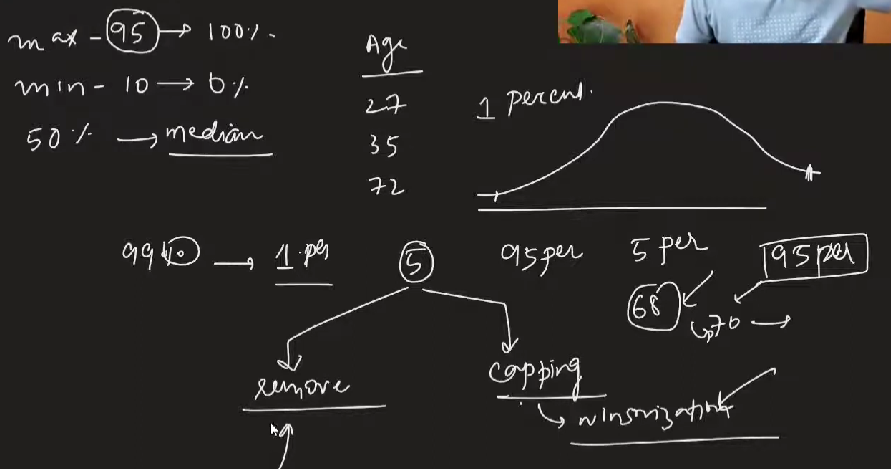 max - 95 → 100%.
min - 10 → 0%
50% → median
Age
27
35
72
1 percent.
→ 1 per
5
95 per
5 per
95 per
68
70 →
remove
capping
winsorization